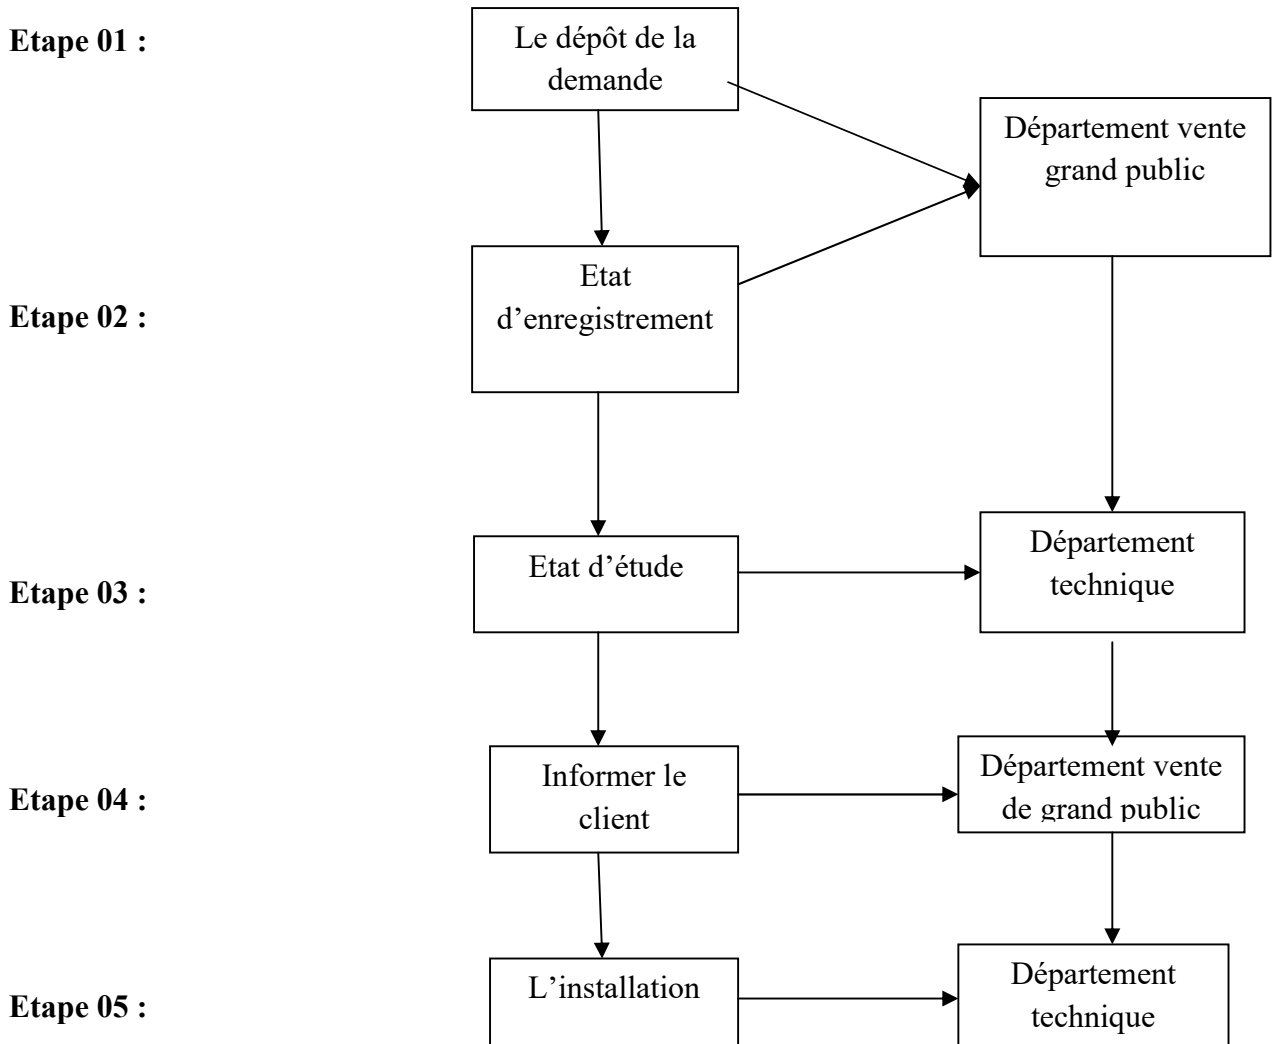 Etape 01 :
Le dépôt de la
demande
Département vente
grand public
Etape 02 :
Etat
d’enregistrement
Etape 03 :
Etat d’étude
Département
technique
Etape 04 :
Informer le
client
Département vente
de grand public
Etape 05 :
L’installation
Département
technique